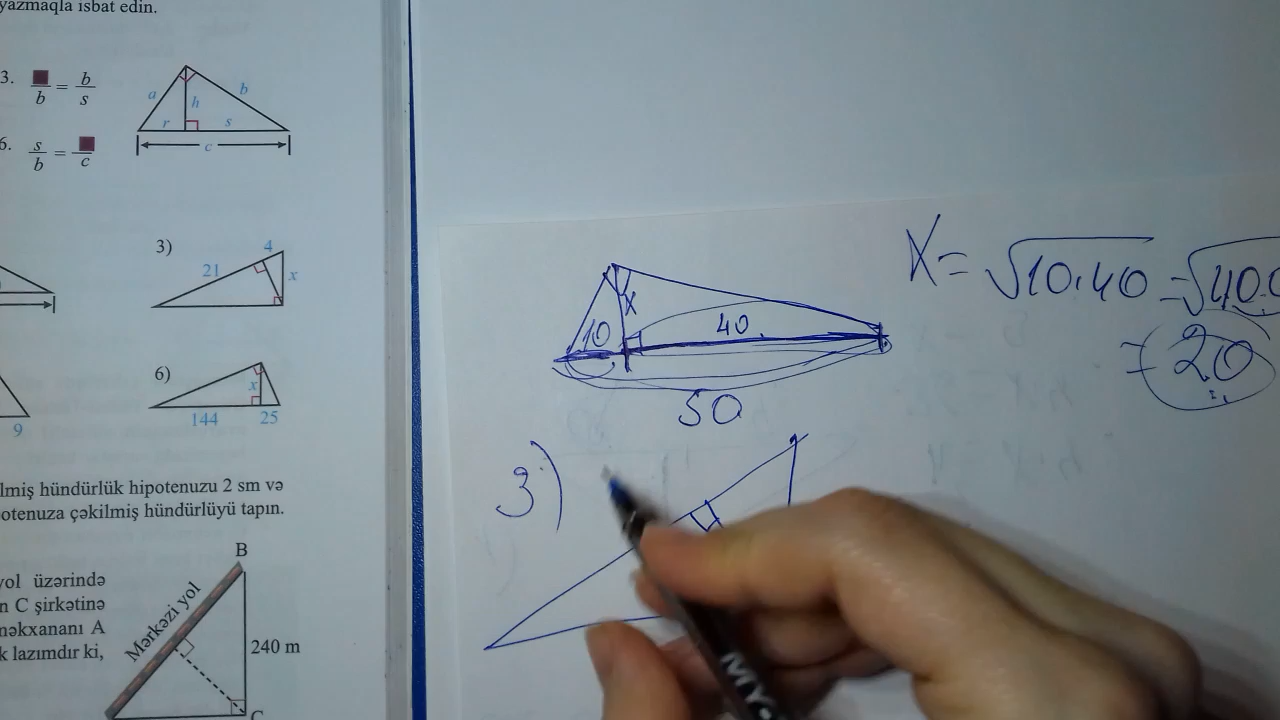 yazmaqla isbat edin.
3. ■/b = b/s
a
b
h
r
s
c
6. s/b = ■/c
3)
21
4
x
6)
x
144
25
9
lmiş hündürlük hipotenuzu 2 sm və
otenuza çəkilmiş hündürlüyü tapın.
yol üzərində
n C şirkətinə
məkxananı A
k lazımdır ki,
B
Mərkəzi yol
240 m
C
X
10
40
50
X = √10·40 = √400
= 20
3)
MY